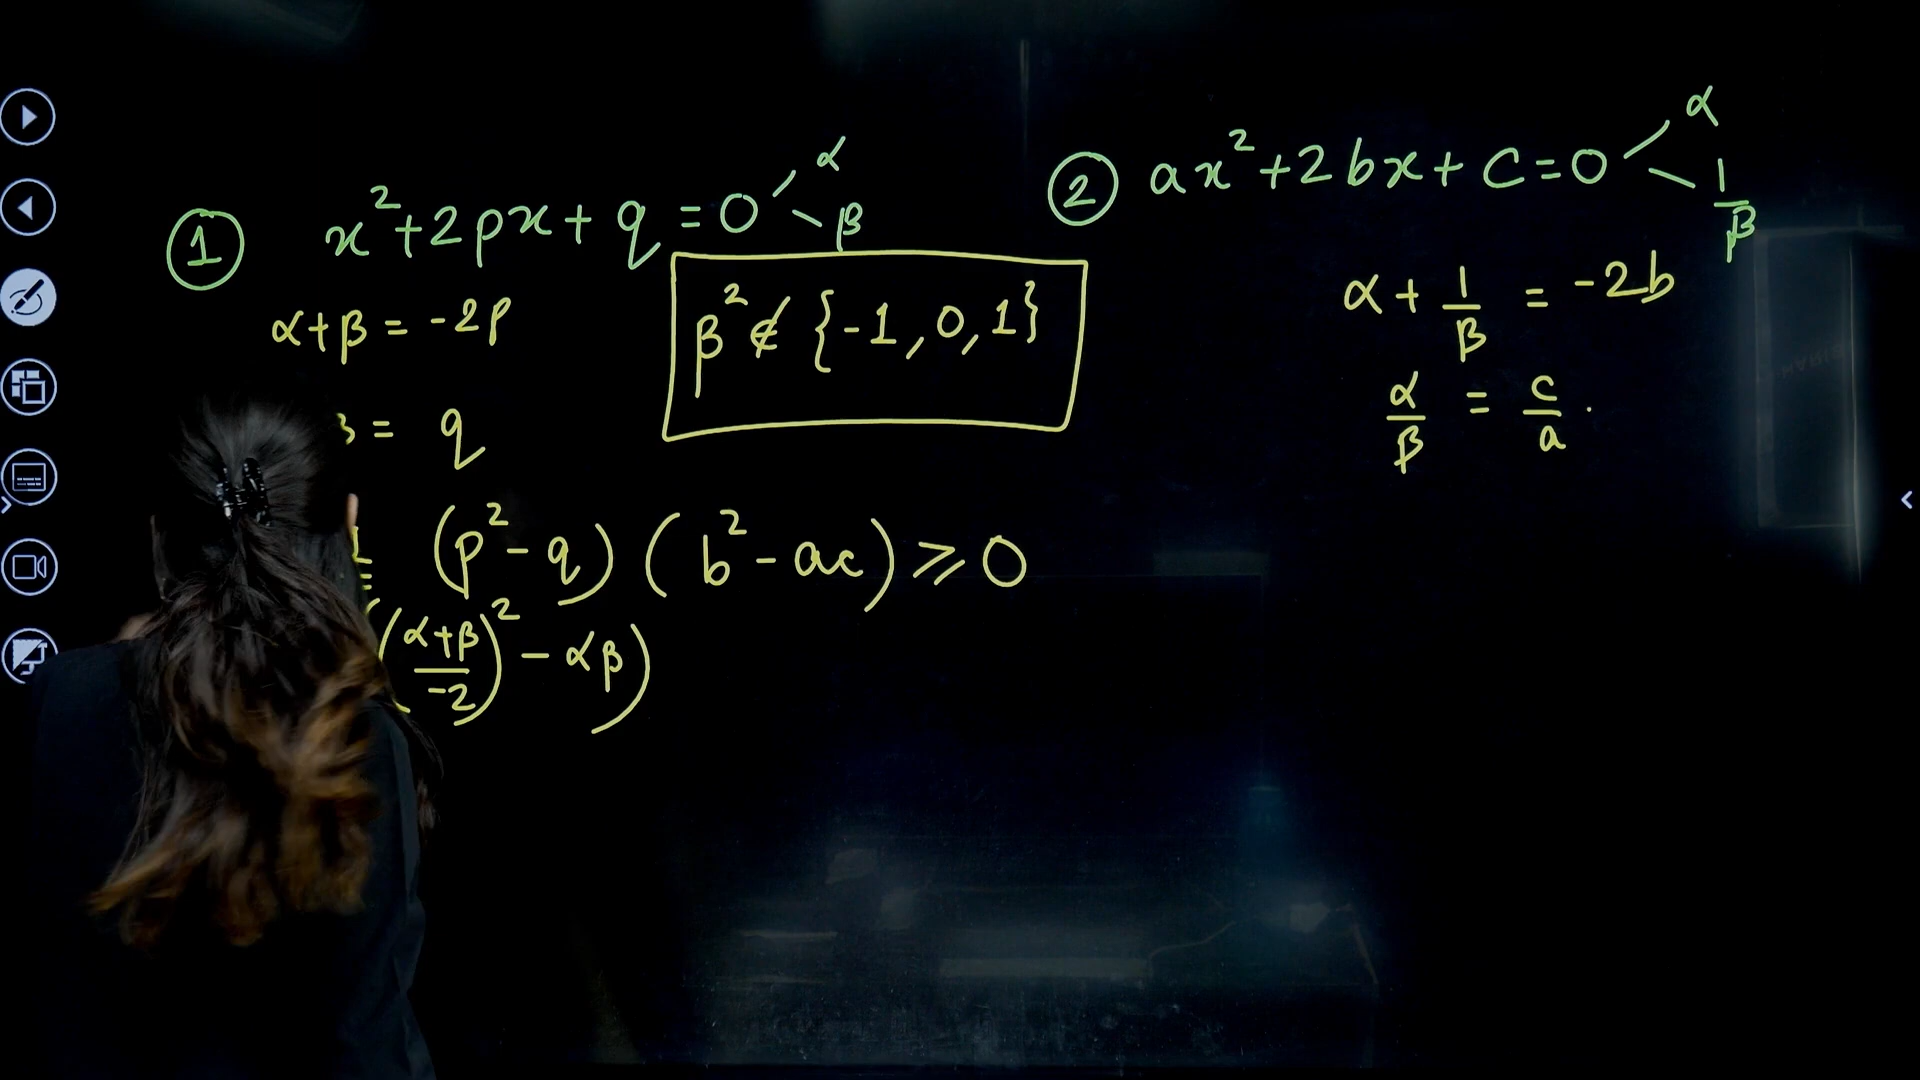 ① x²+2px+q=0 α β
α+β = -2p
β = q
β² ∉ {-1,0,1}
(p²-q)(b²-ac)⩾0
((α+β)/-2)² - αβ)
② ax²+2bx+c=0 α 1/β
α + 1/β = -2b
α/β = c/a .